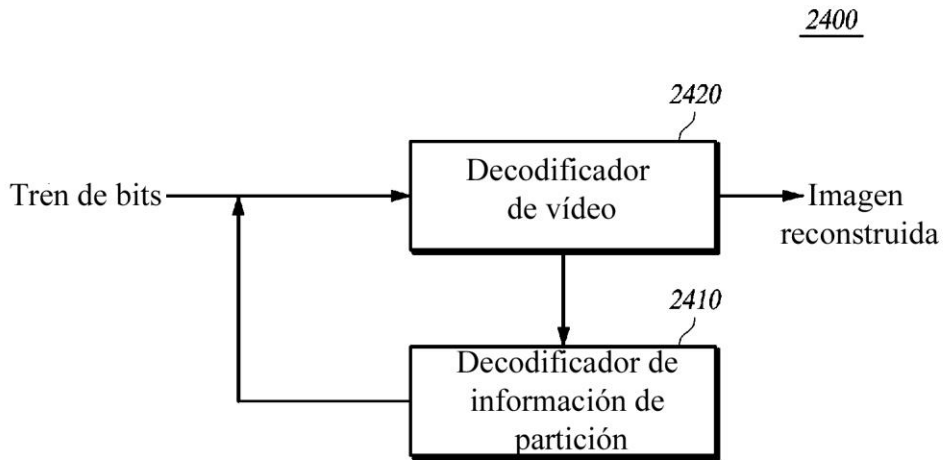 2400
2420
Decodificador
de vídeo
Tren de bits
Imagen
reconstruida
2410
Decodificador de
información de
partición